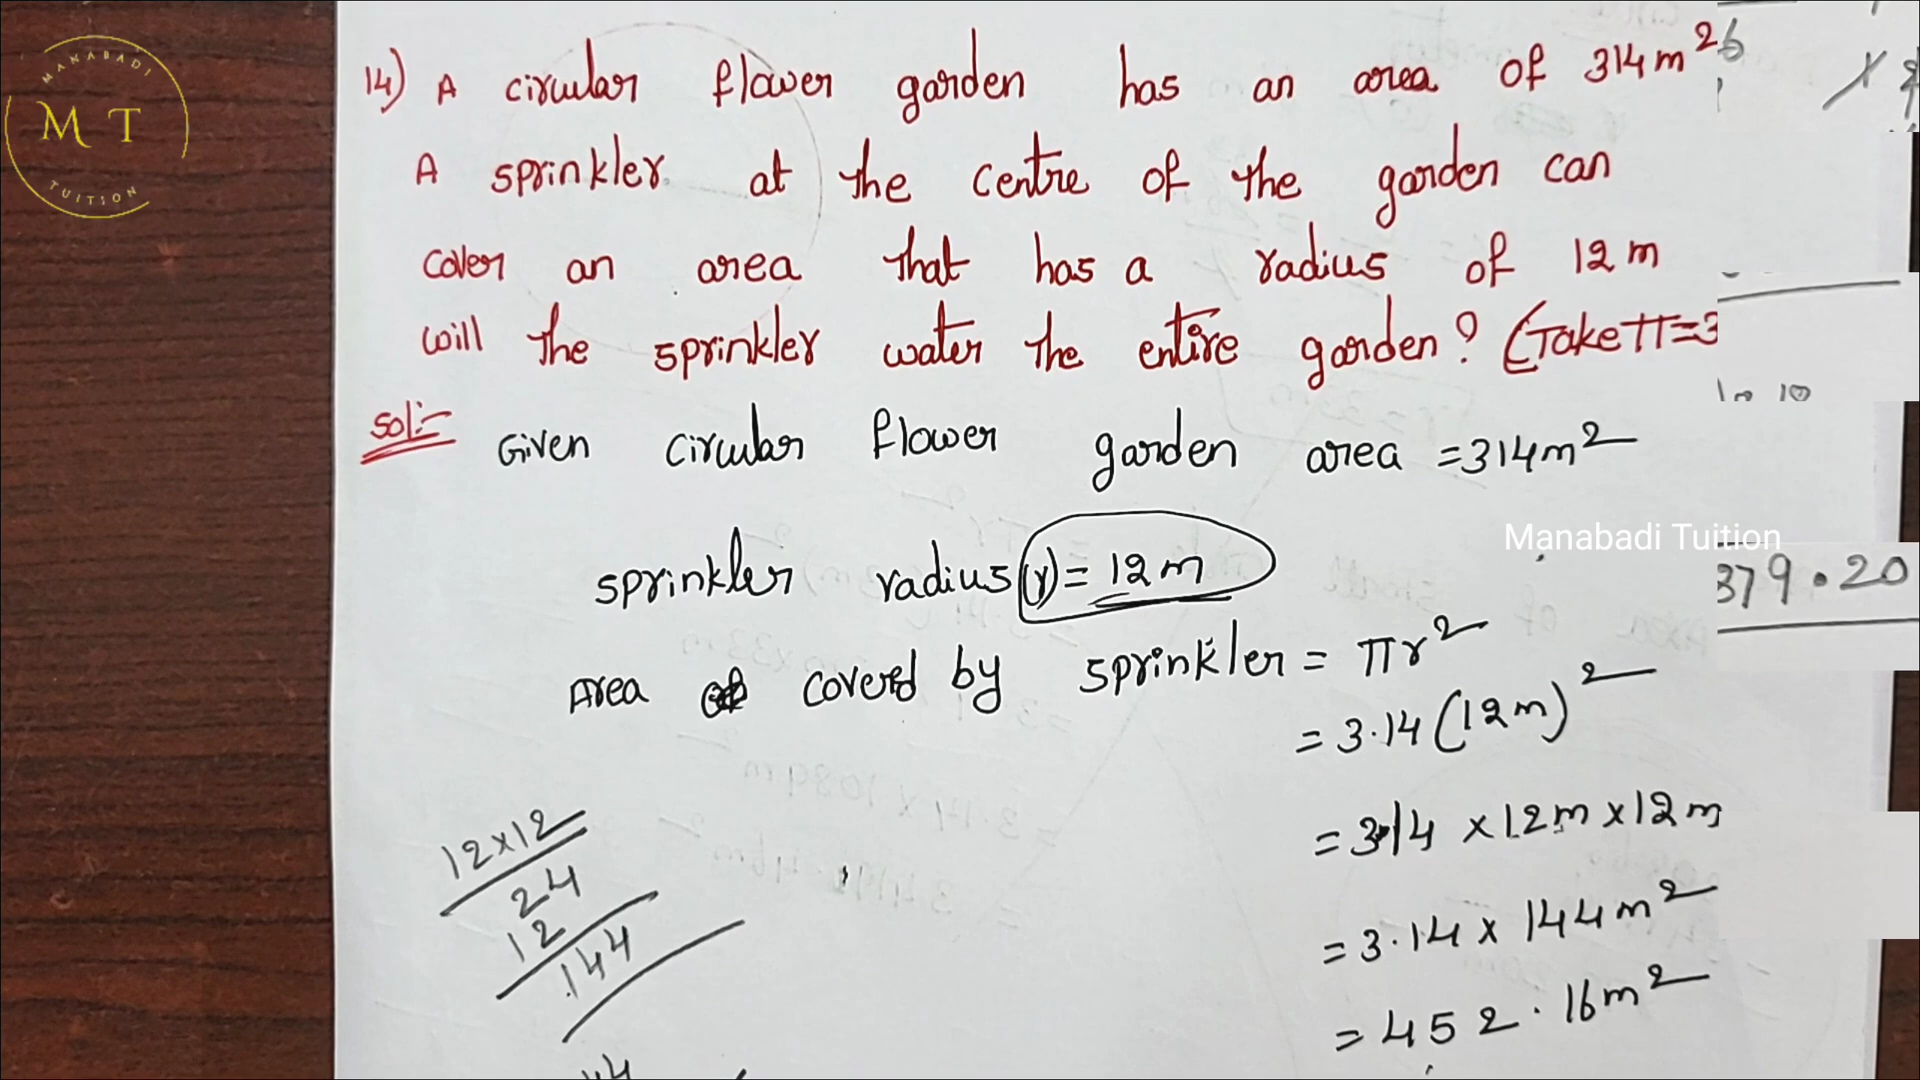 MANABADI
M T
TUITION
14) A circular flower garden has an area of 314m²
A sprinkler at the centre of the garden can
cover an area that has a radius of 12m
will the sprinkler water the entire garden? (Take π=3
Sol:- Given circular flower garden area = 314m²
Manabadi Tuition
sprinkler radius (r) = 12m
379.20
Area covered by sprinkler = πr²
= 3.14 (12m)²
= 3.14 × 12m × 12m
= 3.14 × 144m²
= 452.16m²
12×12
24
12
144